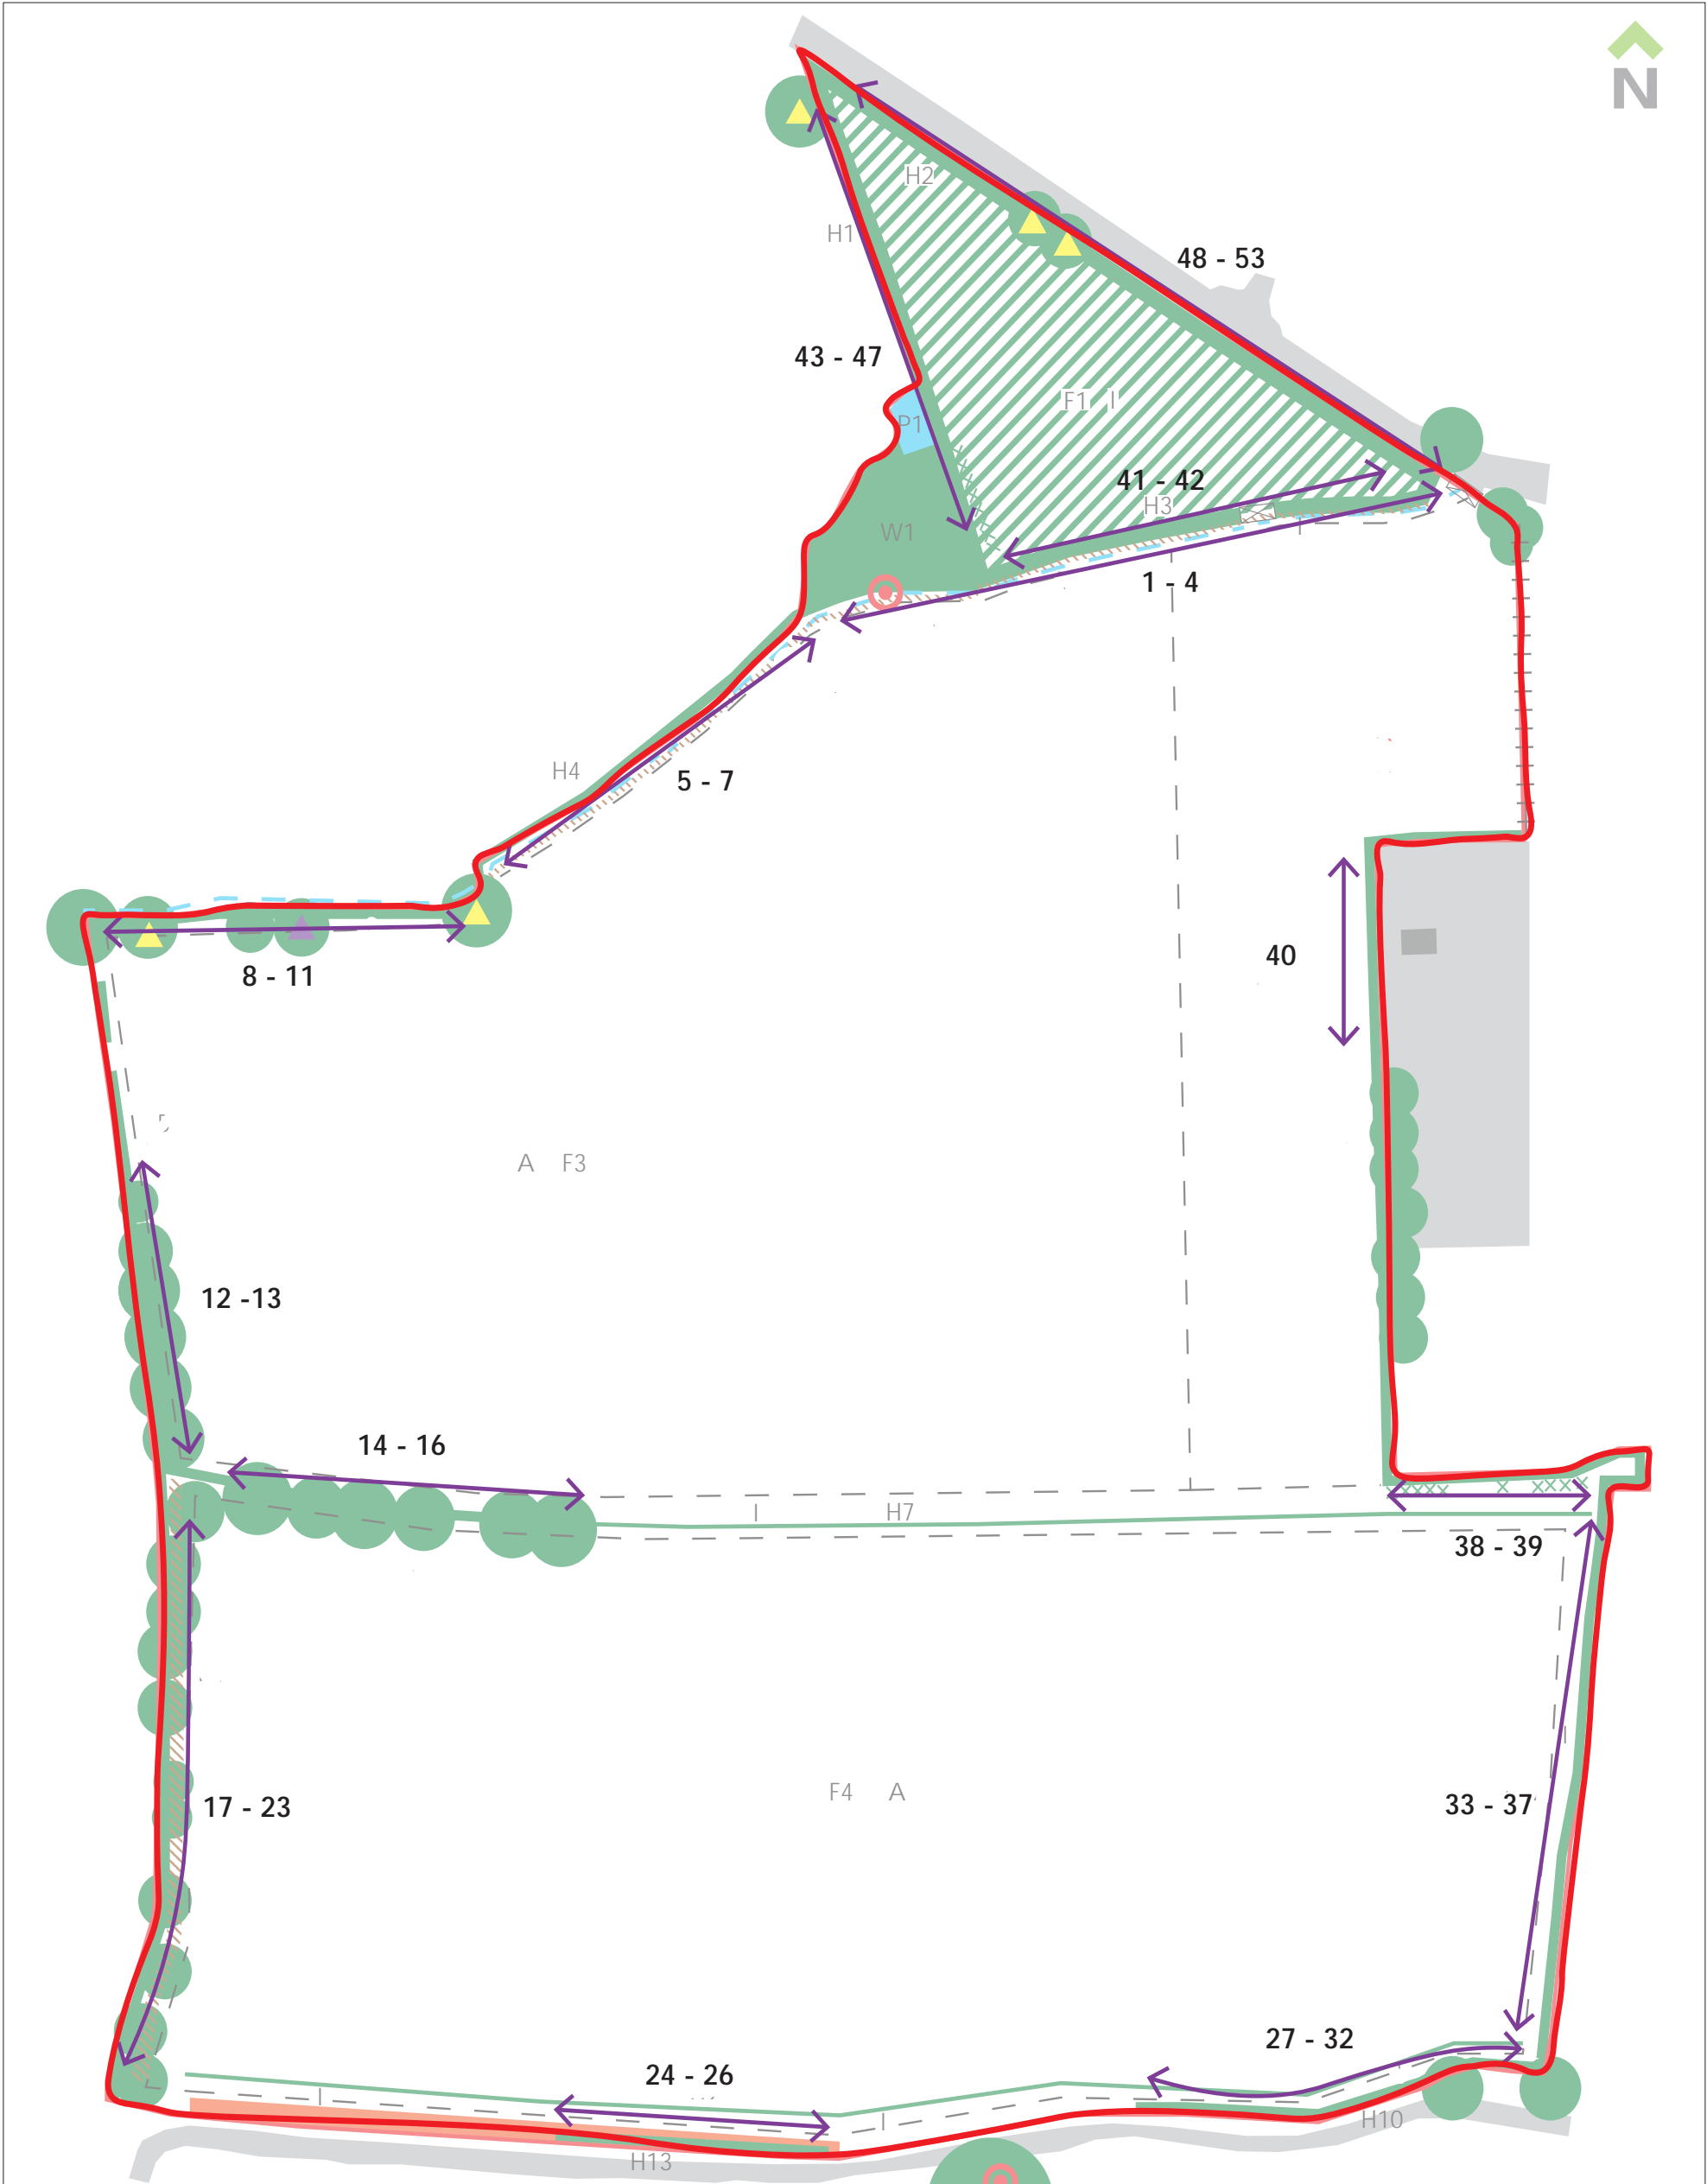 N
H2
H1
48 - 53
43 - 47
F1 I
P1
41 - 42
H3
W1
1 - 4
H4
5 - 7
40
8 - 11
A F3
12 -13
14 - 16
I
H7
38 - 39
F4 A
17 - 23
33 - 37
27 - 32
24 - 26
I
I
H10
H13